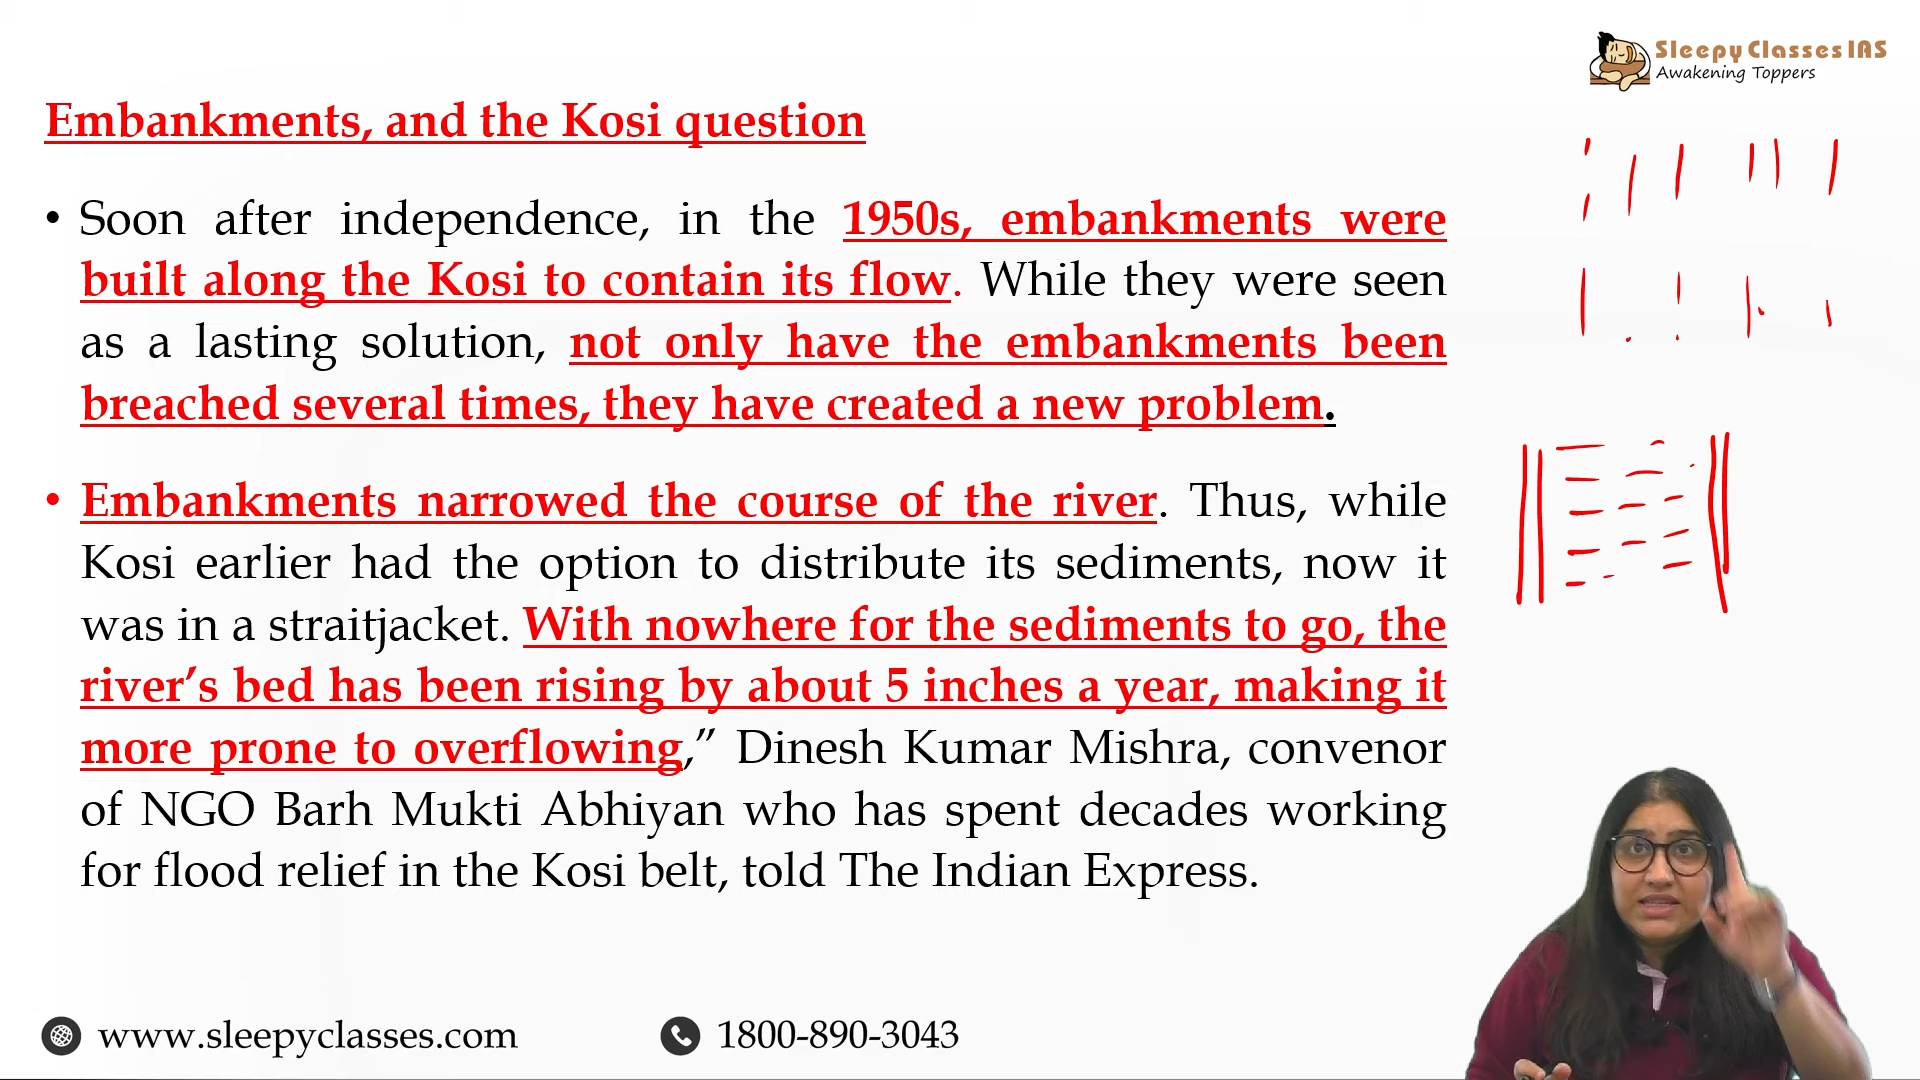 Sleepy Classes IAS
Awakening Toppers
Embankments, and the Kosi question
• Soon after independence, in the 1950s, embankments were
built along the Kosi to contain its flow. While they were seen
as a lasting solution, not only have the embankments been
breached several times, they have created a new problem.
• Embankments narrowed the course of the river. Thus, while
Kosi earlier had the option to distribute its sediments, now it
was in a straitjacket. With nowhere for the sediments to go, the
river’s bed has been rising by about 5 inches a year, making it
more prone to overflowing,” Dinesh Kumar Mishra, convenor
of NGO Barh Mukti Abhiyan who has spent decades working
for flood relief in the Kosi belt, told The Indian Express.
www.sleepyclasses.com
1800-890-3043